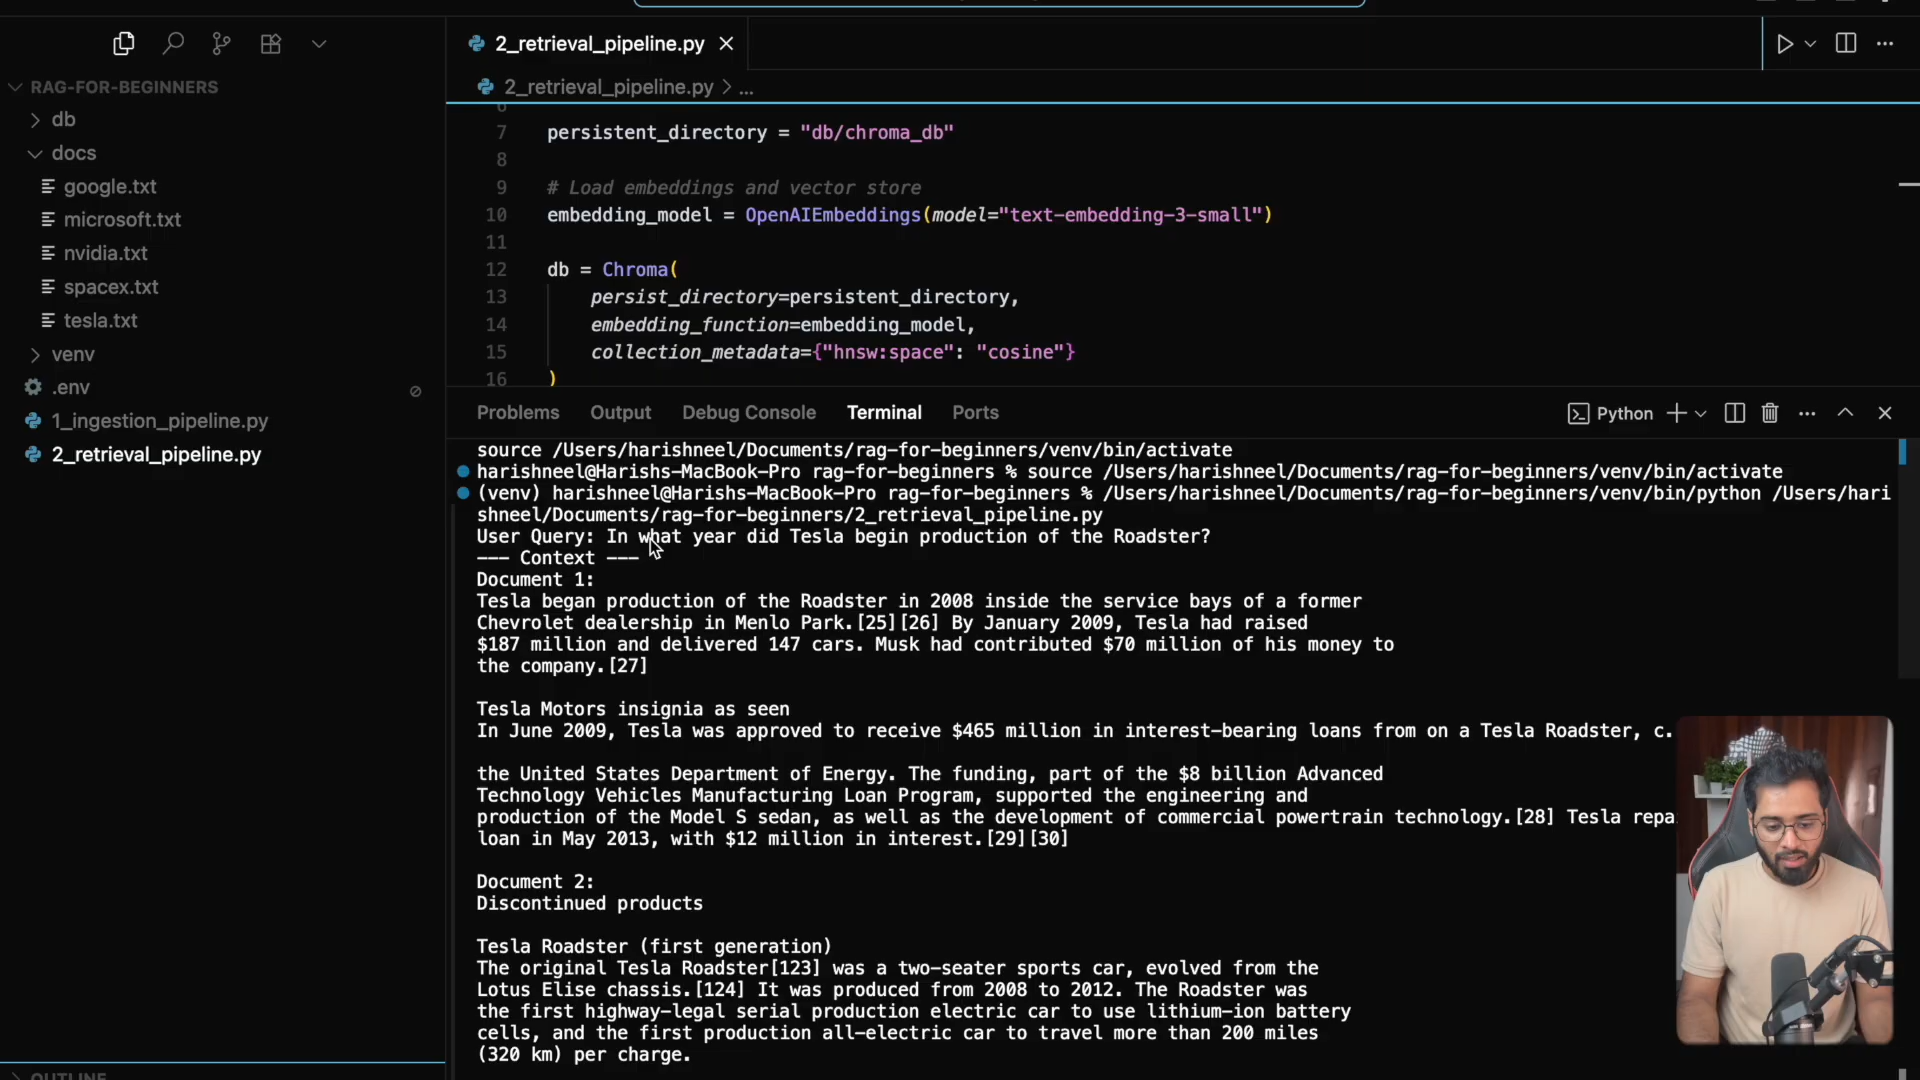 2_retrieval_pipeline.py
RAG-FOR-BEGINNERS
db
docs
google.txt
microsoft.txt
nvidia.txt
spacex.txt
tesla.txt
venv
.env
1_ingestion_pipeline.py
2_retrieval_pipeline.py
2_retrieval_pipeline.py > ...
7 persistent_directory = "db/chroma_db"
8
9 # Load embeddings and vector store
10 embedding_model = OpenAIEmbeddings(model="text-embedding-3-small")
11
12 db = Chroma(
13 persist_directory=persistent_directory,
14 embedding_function=embedding_model,
15 collection_metadata={"hnsw:space": "cosine"}
16 )
Problems Output Debug Console Terminal Ports
Python
source /Users/harishneel/Documents/rag-for-beginners/venv/bin/activate
harishneel@Harishs-MacBook-Pro rag-for-beginners % source /Users/harishneel/Documents/rag-for-beginners/venv/bin/activate
(venv) harishneel@Harishs-MacBook-Pro rag-for-beginners % /Users/harishneel/Documents/rag-for-beginners/venv/bin/python /Users/hari
shneel/Documents/rag-for-beginners/2_retrieval_pipeline.py
User Query: In what year did Tesla begin production of the Roadster?
--- Context ---
Document 1:
Tesla began production of the Roadster in 2008 inside the service bays of a former
Chevrolet dealership in Menlo Park.[25][26] By January 2009, Tesla had raised
$187 million and delivered 147 cars. Musk had contributed $70 million of his money to
the company.[27]
Tesla Motors insignia as seen
In June 2009, Tesla was approved to receive $465 million in interest-bearing loans from on a Tesla Roadster, c.
the United States Department of Energy. The funding, part of the $8 billion Advanced
Technology Vehicles Manufacturing Loan Program, supported the engineering and
production of the Model S sedan, as well as the development of commercial powertrain technology.[28] Tesla repa
loan in May 2013, with $12 million in interest.[29][30]
Document 2:
Discontinued products
Tesla Roadster (first generation)
The original Tesla Roadster[123] was a two-seater sports car, evolved from the
Lotus Elise chassis.[124] It was produced from 2008 to 2012. The Roadster was
the first highway-legal serial production electric car to use lithium-ion battery
cells, and the first production all-electric car to travel more than 200 miles
(320 km) per charge.
OUTLINE